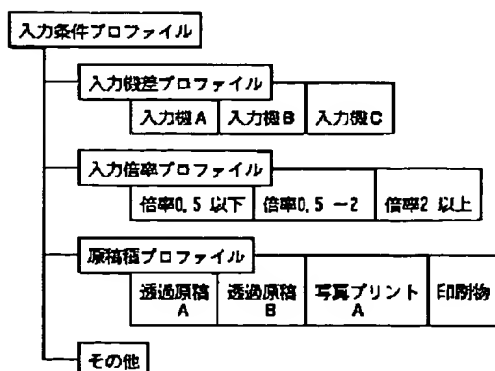 入力条件プロファイル
入力機差プロファイル
入力機A 入力機B 入力機C
入力倍率プロファイル
倍率0.5 以下 倍率0.5 －2 倍率2 以上
原稿種プロファイル
透過原稿 透過原稿 写真プリント 印刷物
A B A
その他